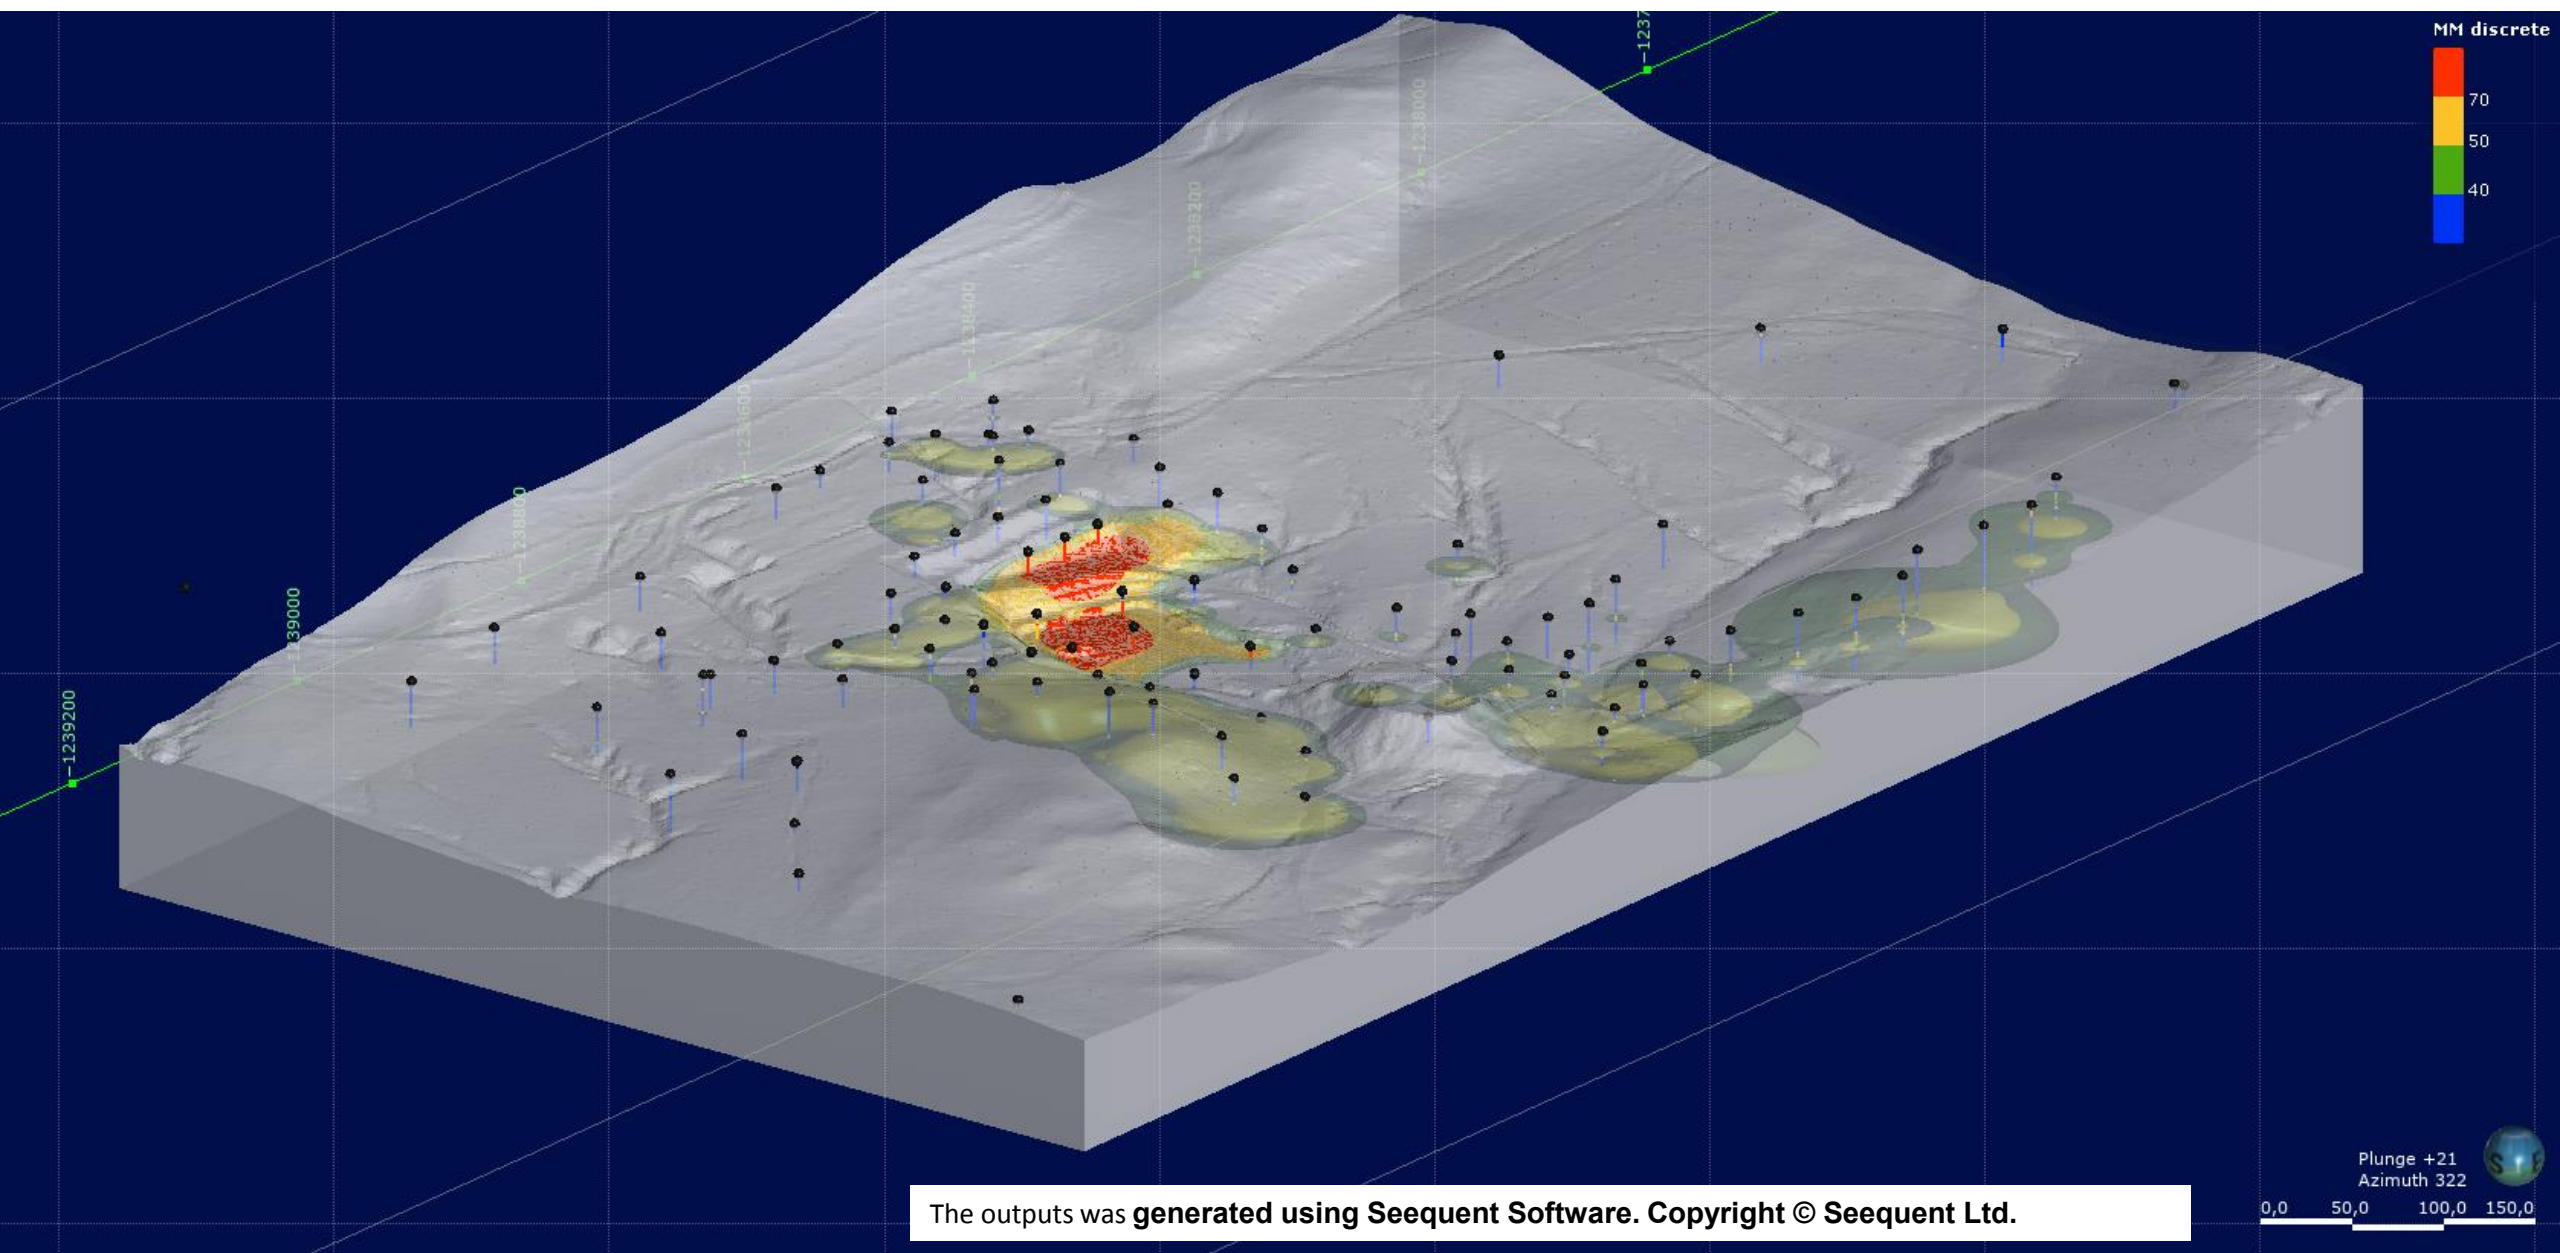 MM discrete
70
50
40
-1237
-1238000
-1238200
-1238400
-1238600
-1238800
-1239000
-1239200
Plunge +21
Azimuth 322
0,0 50,0 100,0 150,0
S E
The outputs was generated using Seequent Software. Copyright © Seequent Ltd.